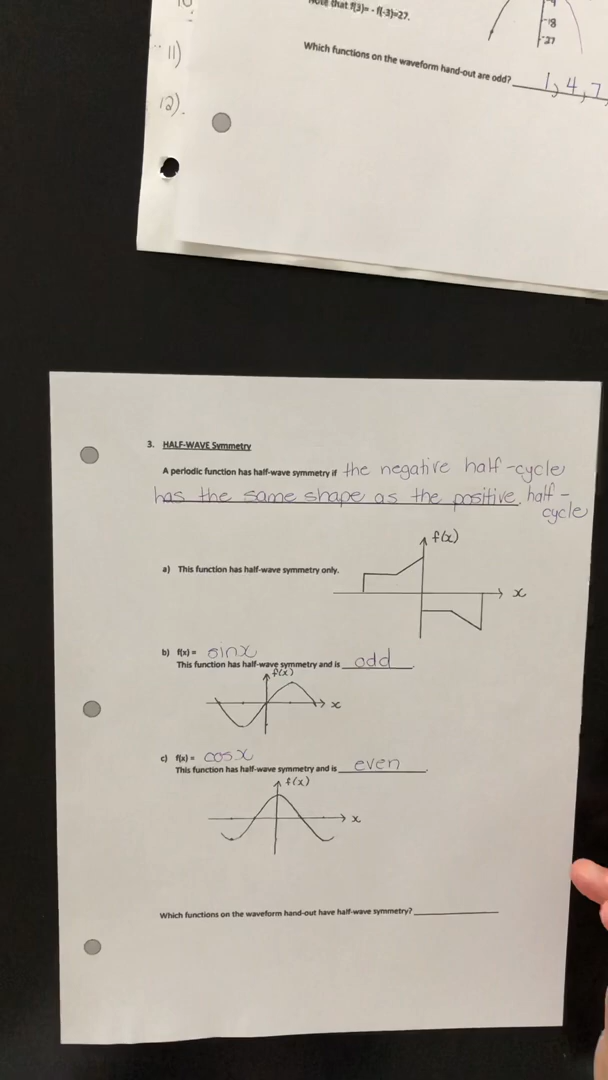 Note that f(3)= - f(-3)=27.
-18
-27
Which functions on the waveform hand-out are odd? 1, 4, 7,
11)
12).
3. HALF-WAVE Symmetry
A periodic function has half-wave symmetry if the negative half-cycle
has the same shape as the positive half-
cycle
f(x)
a) This function has half-wave symmetry only.
x
b) f(x) = sinx
This function has half-wave symmetry and is odd.
f(x)
x
c) f(x) = cosx
This function has half-wave symmetry and is even.
f(x)
x
Which functions on the waveform hand-out have half-wave symmetry?